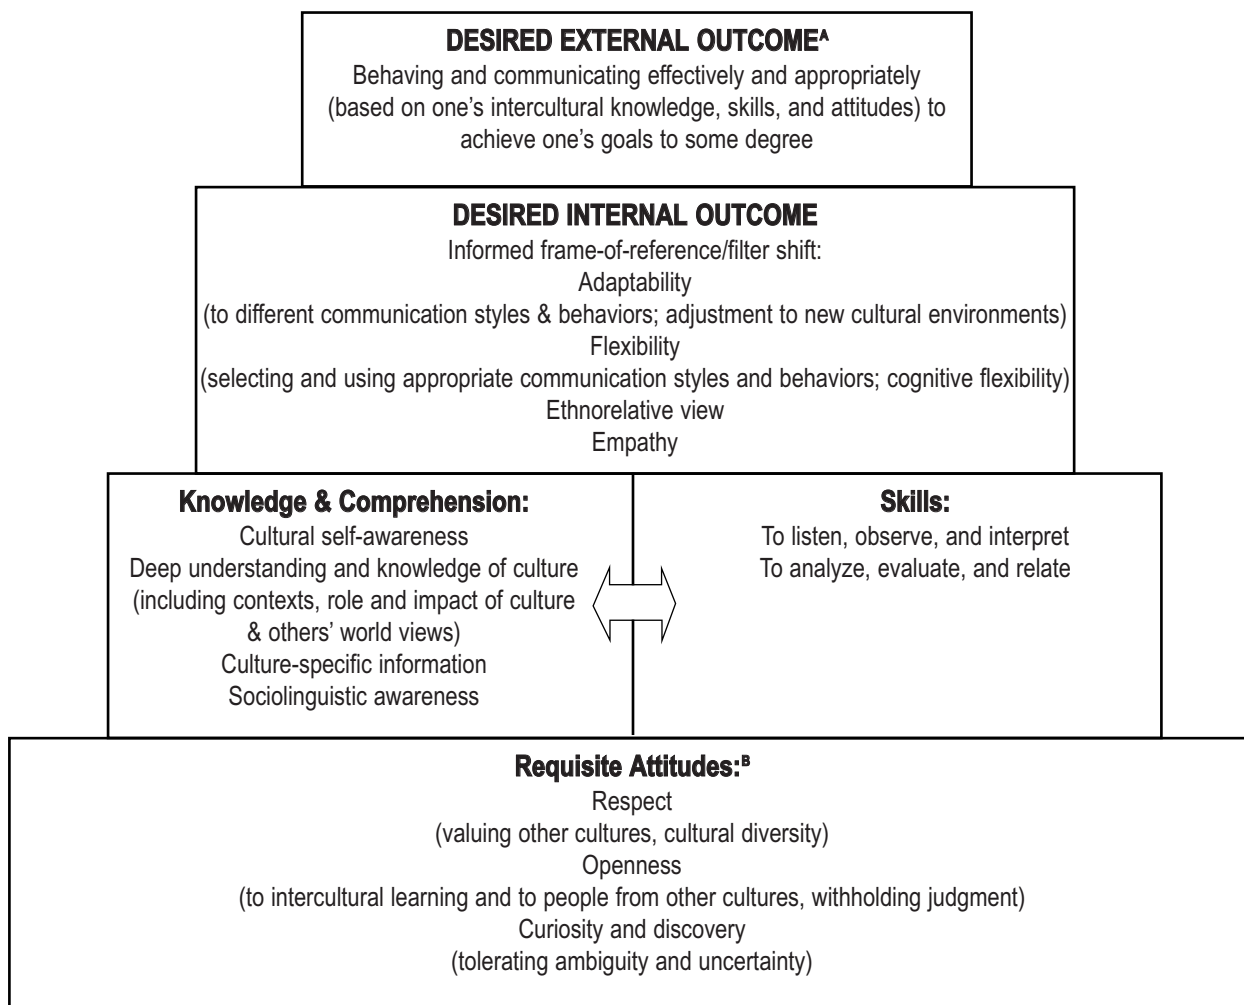 DESIRED EXTERNAL OUTCOMEᴬ
Behaving and communicating effectively and appropriately
(based on one’s intercultural knowledge, skills, and attitudes) to
achieve one’s goals to some degree
DESIRED INTERNAL OUTCOME
Informed frame-of-reference/filter shift:
Adaptability
(to different communication styles & behaviors; adjustment to new cultural environments)
Flexibility
(selecting and using appropriate communication styles and behaviors; cognitive flexibility)
Ethnorelative view
Empathy
Knowledge & Comprehension:
Cultural self-awareness
Deep understanding and knowledge of culture
(including contexts, role and impact of culture
& others’ world views)
Culture-specific information
Sociolinguistic awareness
Skills:
To listen, observe, and interpret
To analyze, evaluate, and relate
Requisite Attitudes:ᴮ
Respect
(valuing other cultures, cultural diversity)
Openness
(to intercultural learning and to people from other cultures, withholding judgment)
Curiosity and discovery
(tolerating ambiguity and uncertainty)